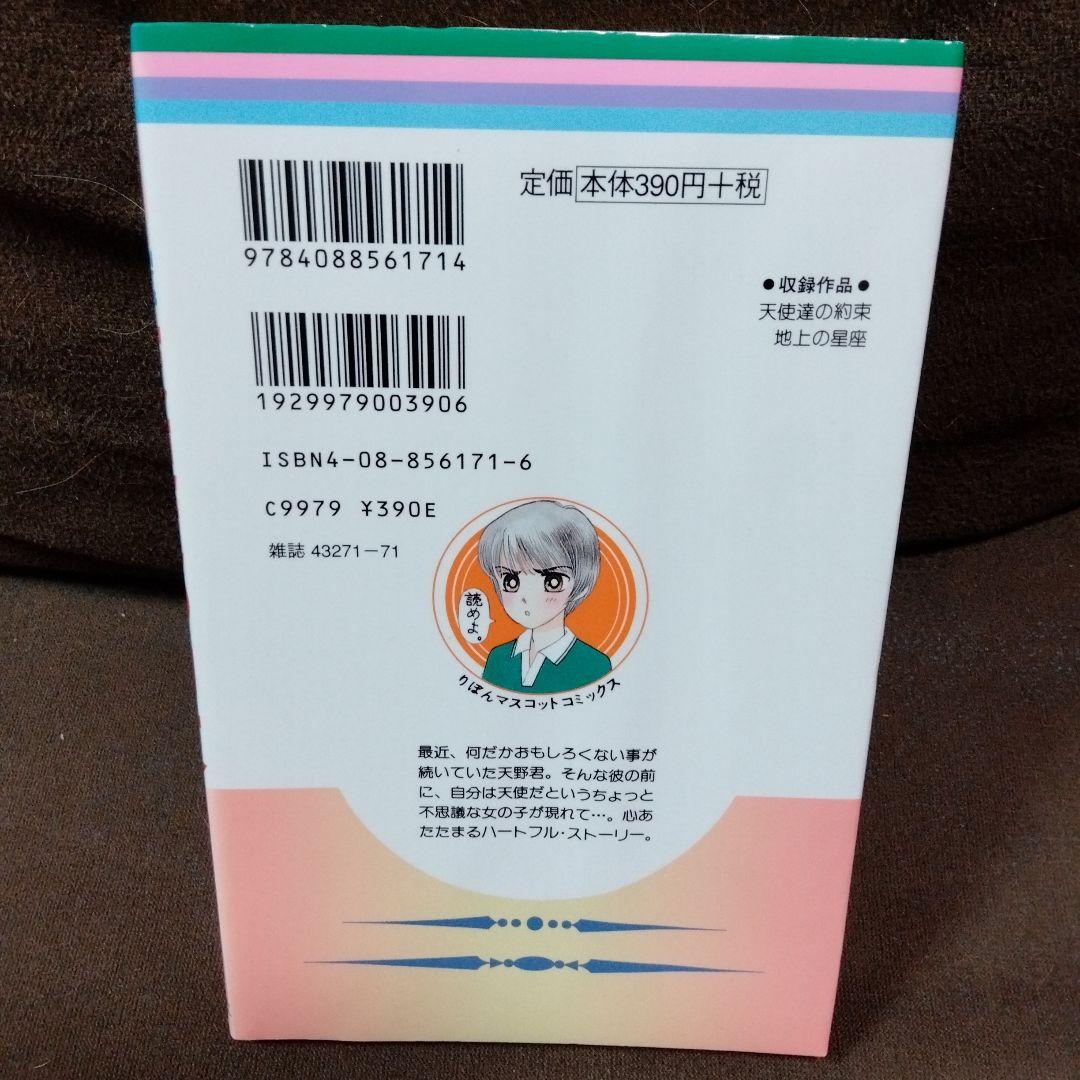 9784088561714
定価 本体390円+税
●収録作品●
天使達の約束
地上の星座
1929979003906
ISBN4-08-856171-6
C9979 ¥390E
雑誌 43271-71
読めよ。
りぼんマスコットコミックス
最近、何だかおもしろくない事が
続いていた天野君。そんな彼の前
に、自分は天使だというちょっと
不思議な女の子が現れて…。心あ
たたまるハートフル・ストーリー。